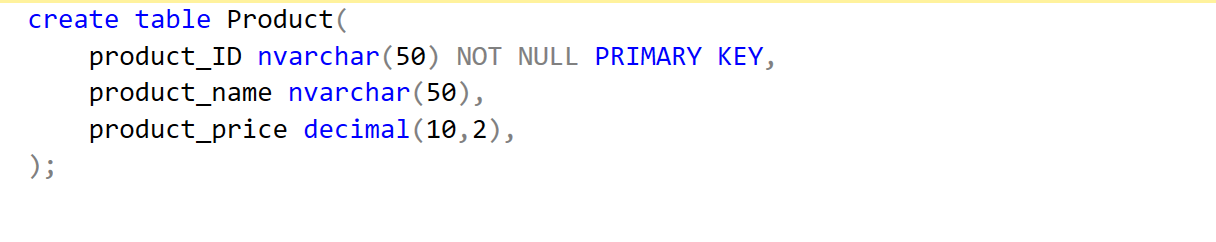 create table Product(
    product_ID nvarchar(50) NOT NULL PRIMARY KEY,
    product_name nvarchar(50),
    product_price decimal(10,2),
);